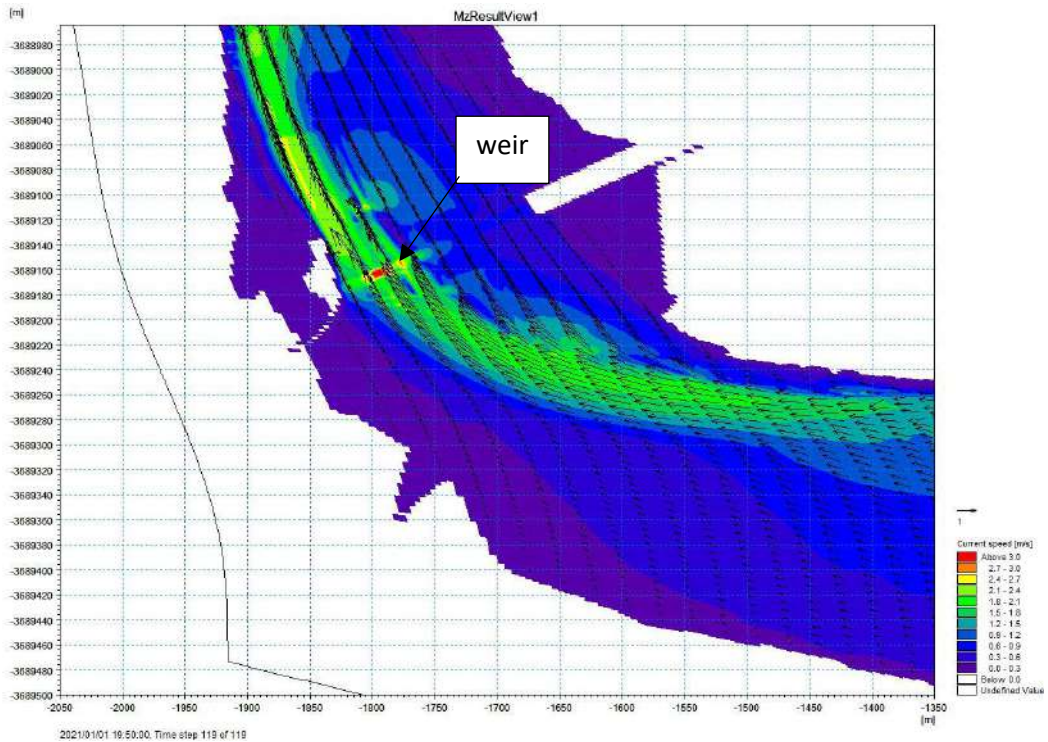 MzResultView1
[m]
-3688980
-3689000
-3689020
-3689040
-3689060
-3689080
-3689100
-3689120
-3689140
-3689160
-3689180
-3689200
-3689220
-3689240
-3689260
-3689280
-3689300
-3689320
-3689340
-3689360
-3689380
-3689400
-3689420
-3689440
-3689460
-3689480
-3689500
weir
-2050 -2000 -1950 -1900 -1850 -1800 -1750 -1700 -1650 -1600 -1550 -1500 -1450 -1400 -1350
[m]
1
Current speed [m/s]
Above 3.0
2.7 - 3.0
2.4 - 2.7
2.1 - 2.4
1.8 - 2.1
1.5 - 1.8
1.2 - 1.5
0.9 - 1.2
0.6 - 0.9
0.3 - 0.6
0.0 - 0.3
Below 0.0
Undefined Value
2021/01/01 19:50:00, Time step 119 of 119